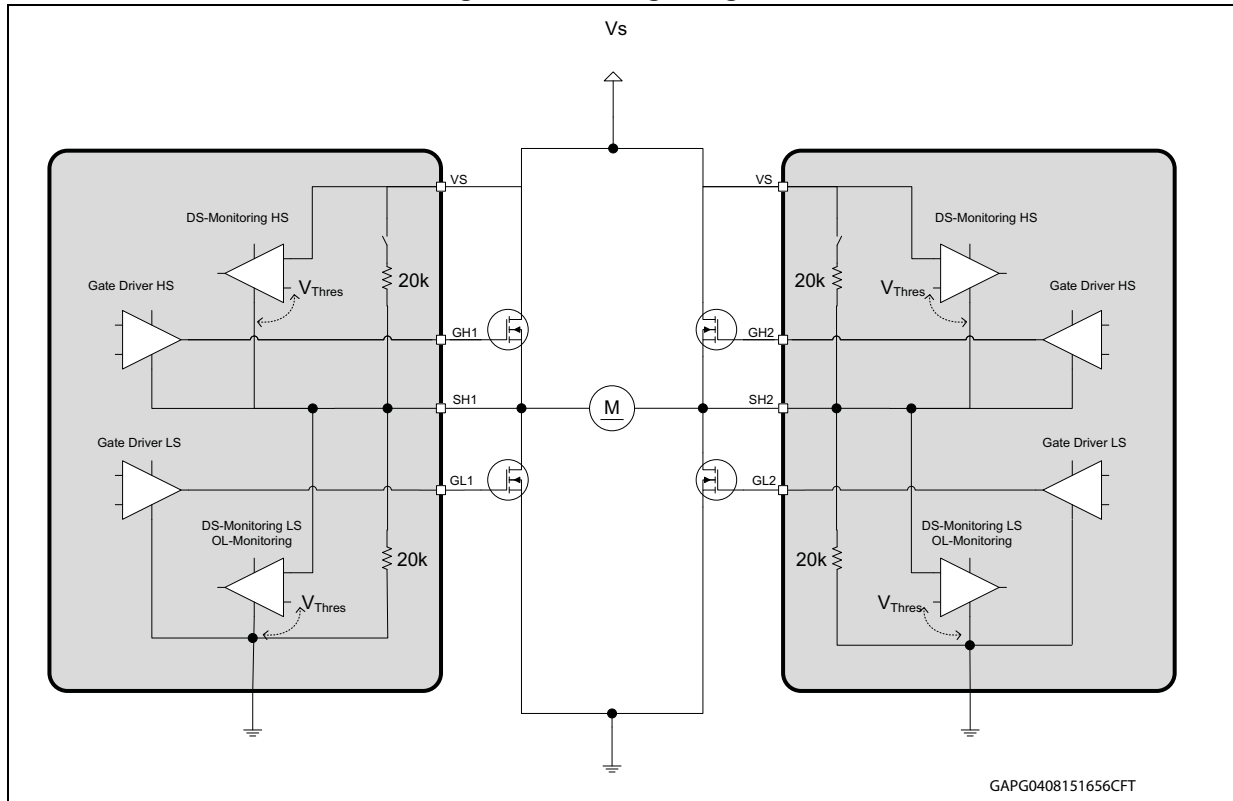 Vs
VS
VS
DS-Monitoring HS
DS-Monitoring HS
20k
20k
Gate Driver HS
VThres
VThres
Gate Driver HS
GH1
GH2
SH1
M
SH2
Gate Driver LS
Gate Driver LS
GL1
GL2
DS-Monitoring LS
OL-Monitoring
DS-Monitoring LS
OL-Monitoring
20k
20k
VThres
VThres
GAPG0408151656CFT